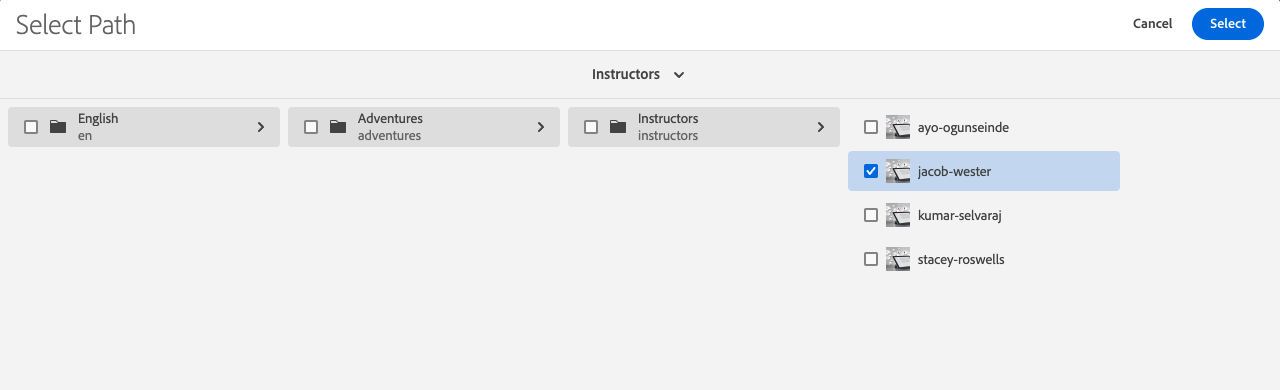 Select Path
Cancel
Select
Instructors
English
en
Adventures
adventures
Instructors
instructors
ayo-ogunseinde
jacob-wester
kumar-selvaraj
stacey-roswells